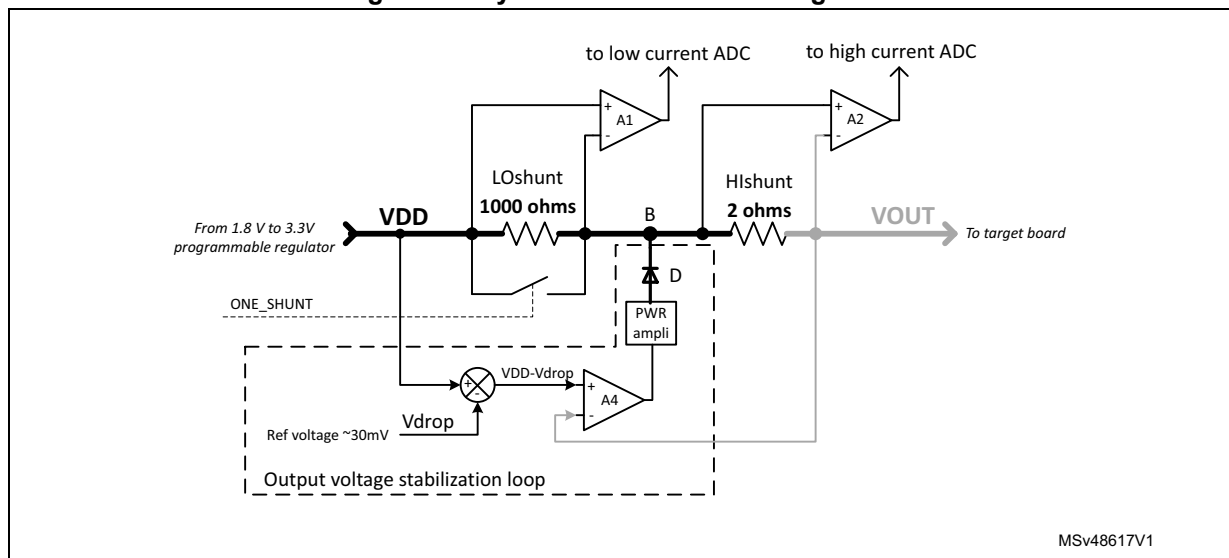 to low current ADC
to high current ADC
+
A1
-
+
A2
-
LOshunt
1000 ohms
HIshunt
2 ohms
From 1.8 V to 3.3V
programmable regulator
VDD
B
VOUT
To target board
D
ONE_SHUNT
PWR
ampli
VDD-Vdrop
+
-
+
A4
-
Ref voltage ~30mV
Vdrop
Output voltage stabilization loop
MSv48617V1